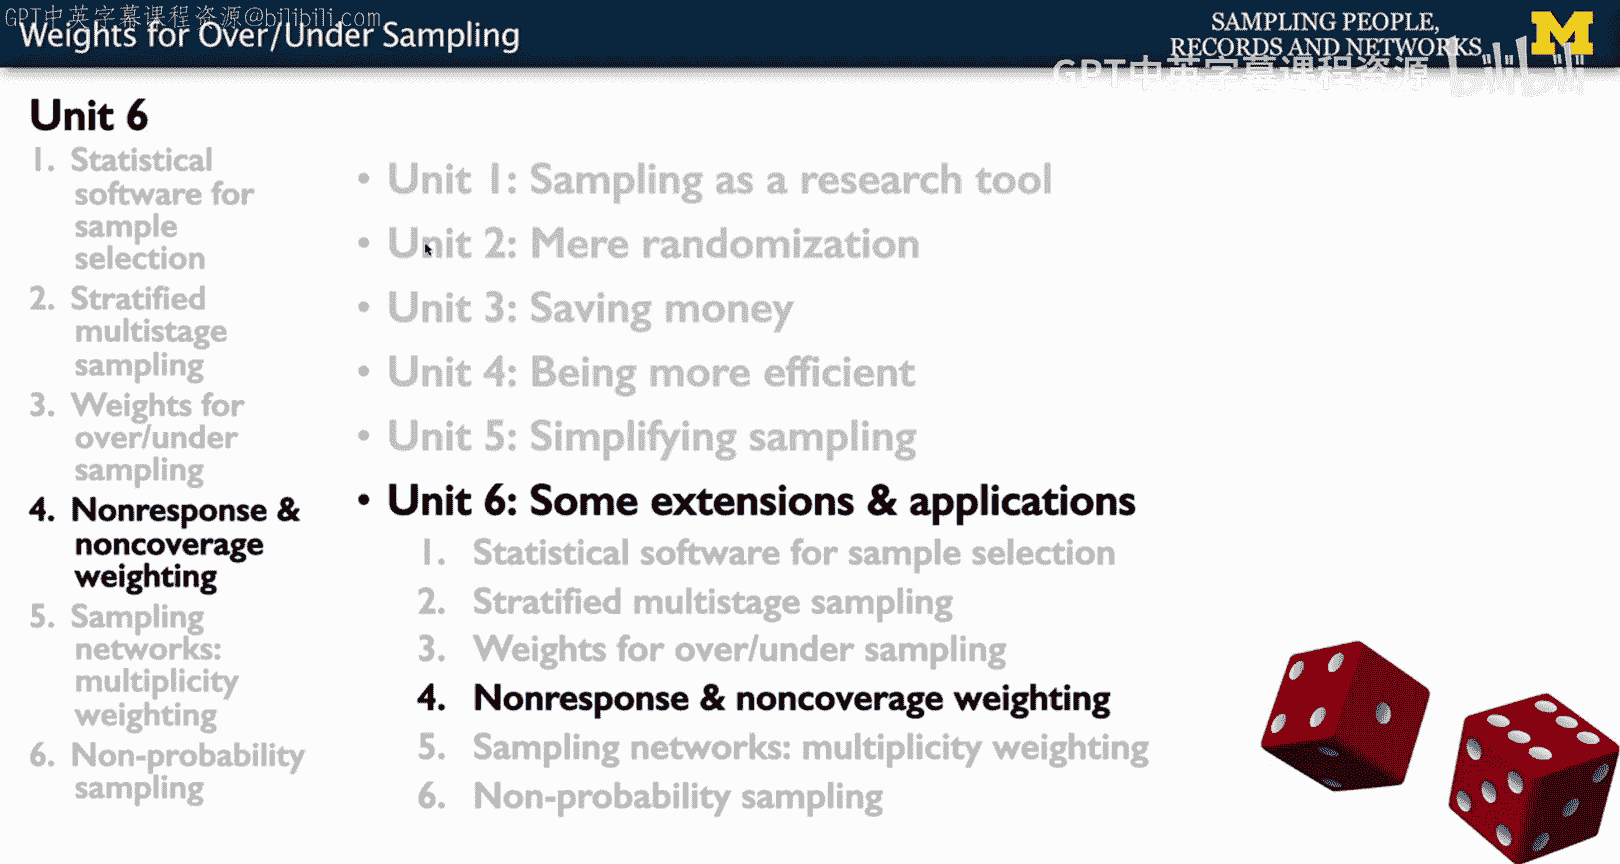 GPT中英字幕课程资源@bilibili.com
Weights for Over/Under Sampling
SAMPLING PEOPLE,
RECORDS AND NETWORKS
M
GPT中英字幕课程资源 bilibili
Unit 6
1. Statistical
software for
sample
selection
2. Stratified
multistage
sampling
3. Weights for
over/under
sampling
4. Nonresponse &
noncoverage
weighting
5. Sampling
networks:
multiplicity
weighting
6. Non-probability
sampling
• Unit 1: Sampling as a research tool
• Unit 2: Mere randomization
• Unit 3: Saving money
• Unit 4: Being more efficient
• Unit 5: Simplifying sampling
• Unit 6: Some extensions & applications
1. Statistical software for sample selection
2. Stratified multistage sampling
3. Weights for over/under sampling
4. Nonresponse & noncoverage weighting
5. Sampling networks: multiplicity weighting
6. Non-probability sampling